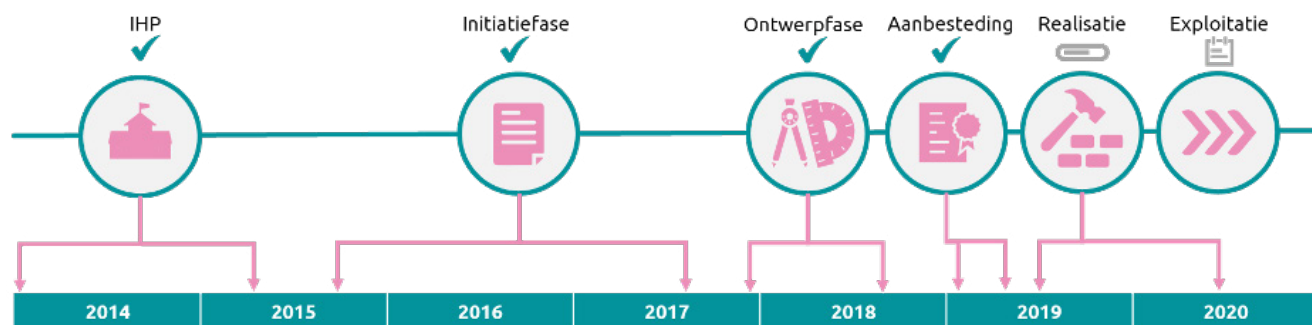 IHP
Initiatiefase
Ontwerpfase
Aanbesteding
Realisatie
Exploitatie
2014
2015
2016
2017
2018
2019
2020